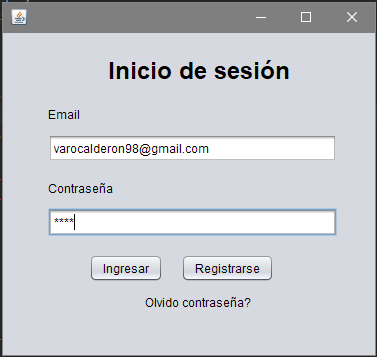 Inicio de sesión
Email
varocalderon98@gmail.com
Contraseña
****
Ingresar Registrarse
Olvido contraseña?